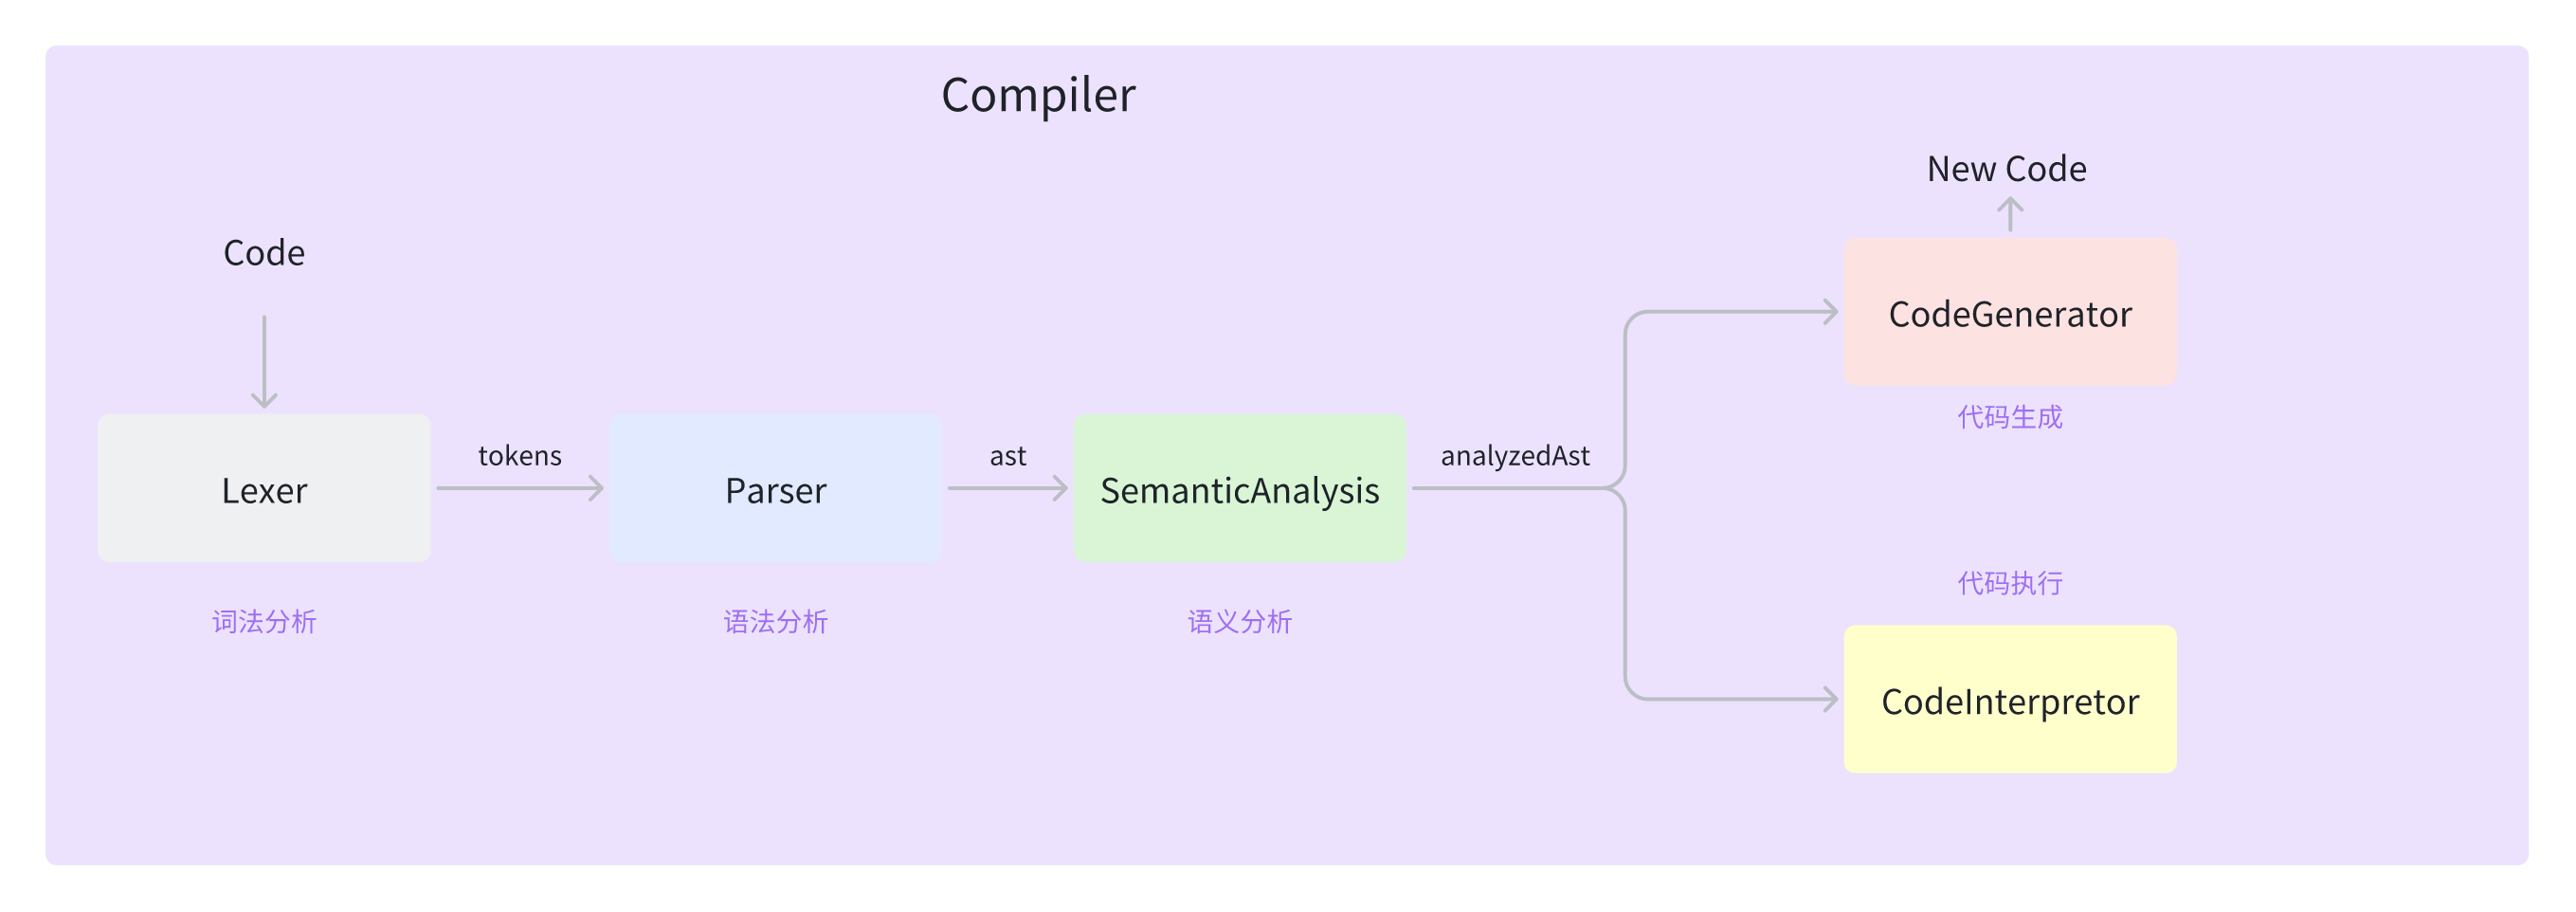 Compiler
Code
Lexer
词法分析
tokens
Parser
语法分析
ast
SemanticAnalysis
语义分析
analyzedAst
New Code
CodeGenerator
代码生成
代码执行
CodeInterpretor